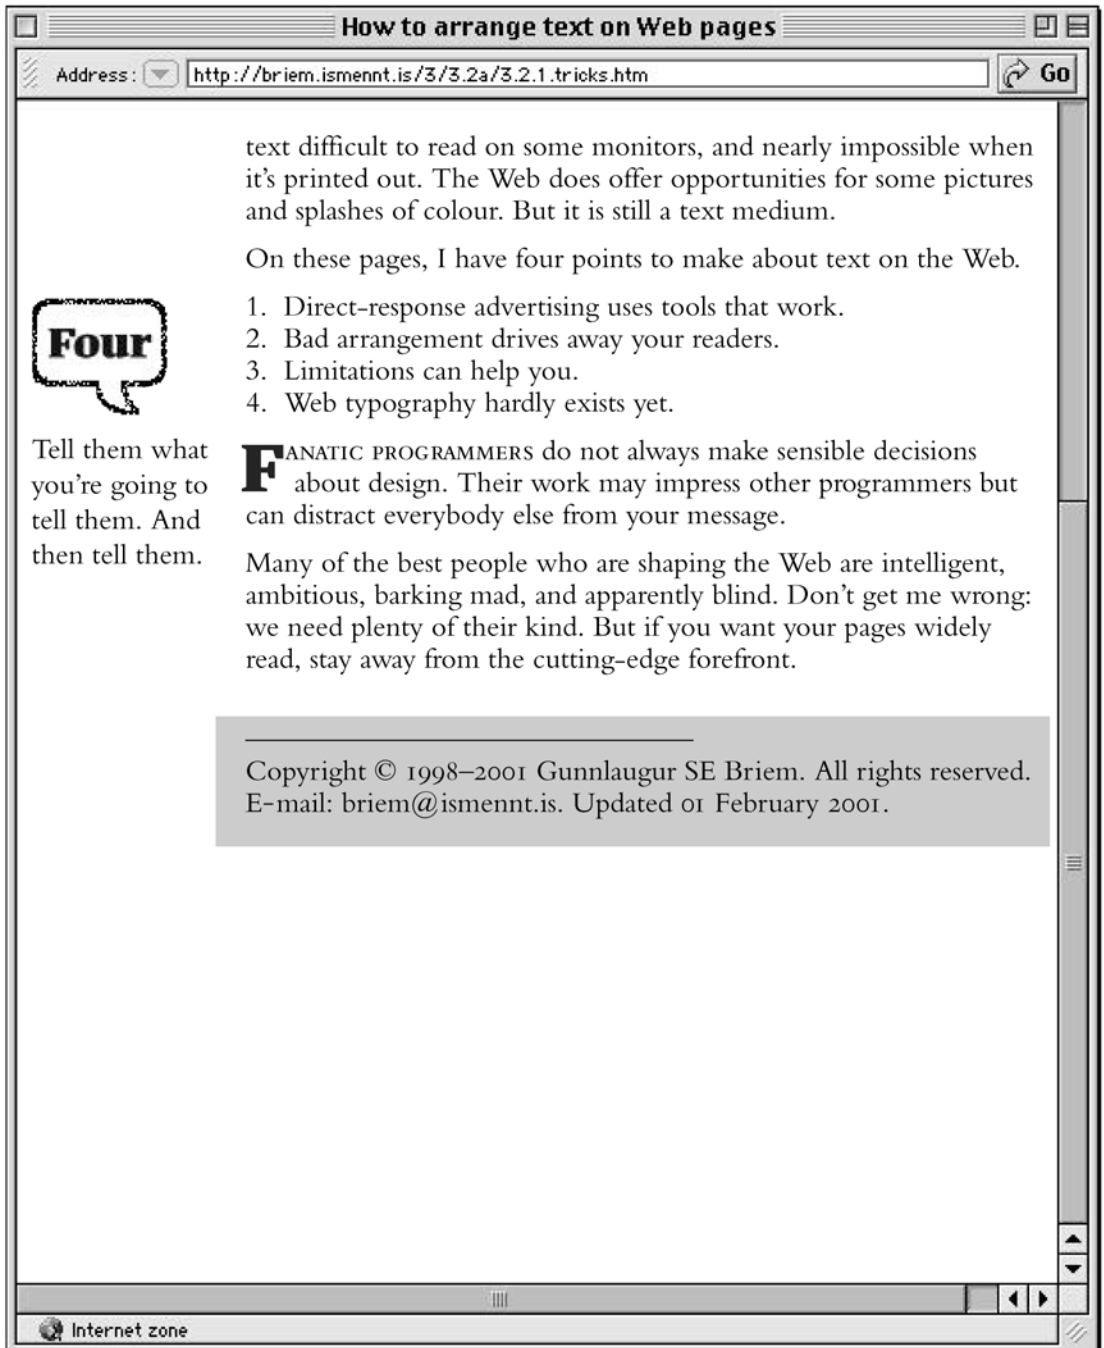 How to arrange text on Web pages
Address: http://briem.ismennt.is/3/3.2a/3.2.1.tricks.htm Go
text difficult to read on some monitors, and nearly impossible when
it's printed out. The Web does offer opportunities for some pictures
and splashes of colour. But it is still a text medium.
On these pages, I have four points to make about text on the Web.
1. Direct-response advertising uses tools that work.
2. Bad arrangement drives away your readers.
3. Limitations can help you.
4. Web typography hardly exists yet.
Four
Tell them what
you're going to
tell them. And
then tell them.
FANATIC PROGRAMMERS do not always make sensible decisions
about design. Their work may impress other programmers but
can distract everybody else from your message.
Many of the best people who are shaping the Web are intelligent,
ambitious, barking mad, and apparently blind. Don't get me wrong:
we need plenty of their kind. But if you want your pages widely
read, stay away from the cutting-edge forefront.
Copyright © 1998–2001 Gunnlaugur SE Briem. All rights reserved.
E-mail: briem@ismennt.is. Updated 01 February 2001.
Internet zone